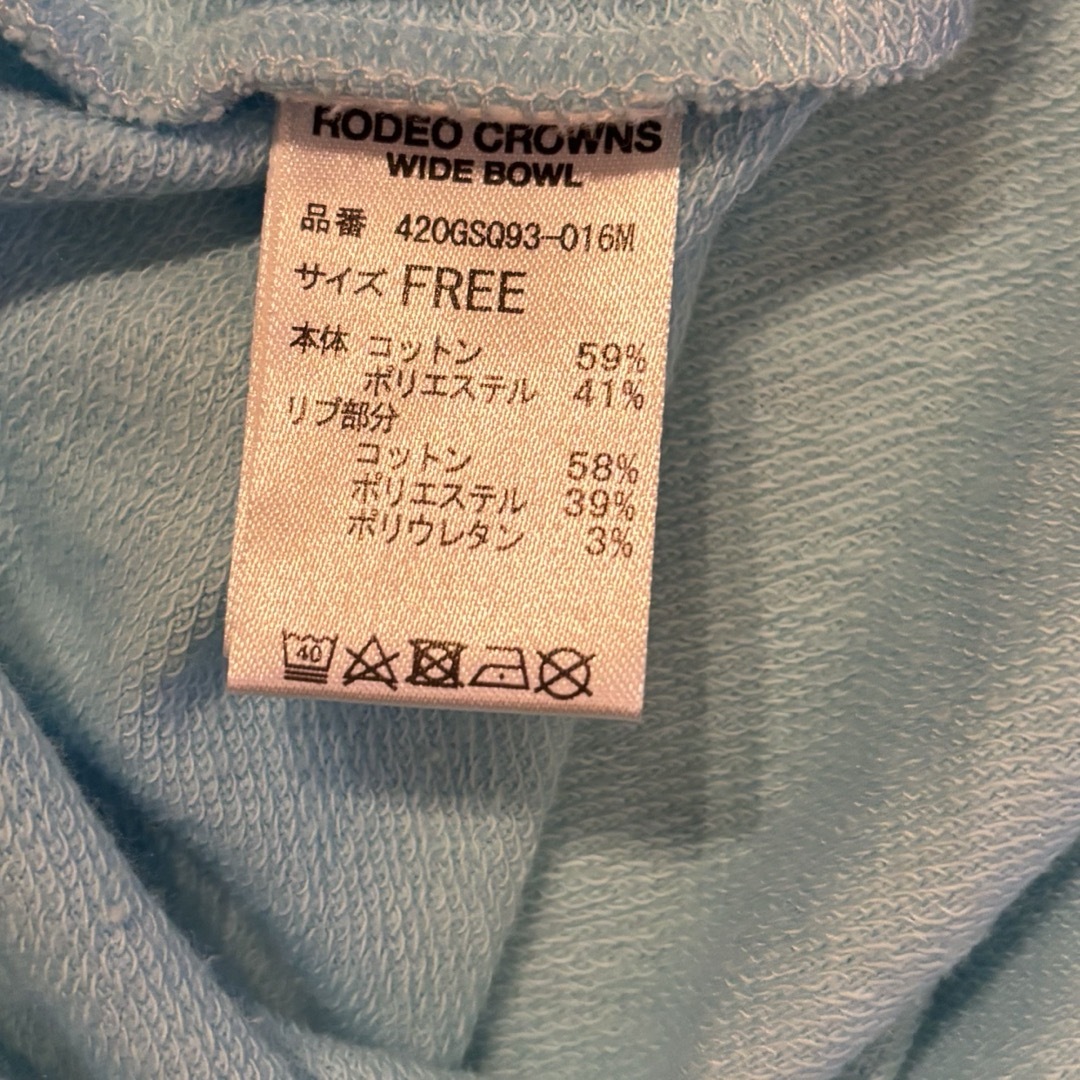 RODEO CROWNS
WIDE BOWL
品番 420GSQ93-016M
サイズ FREE
本体 コットン 59%
ポリエステル 41%
リブ部分
コットン 58%
ポリエステル 39%
ポリウレタン 3%
40